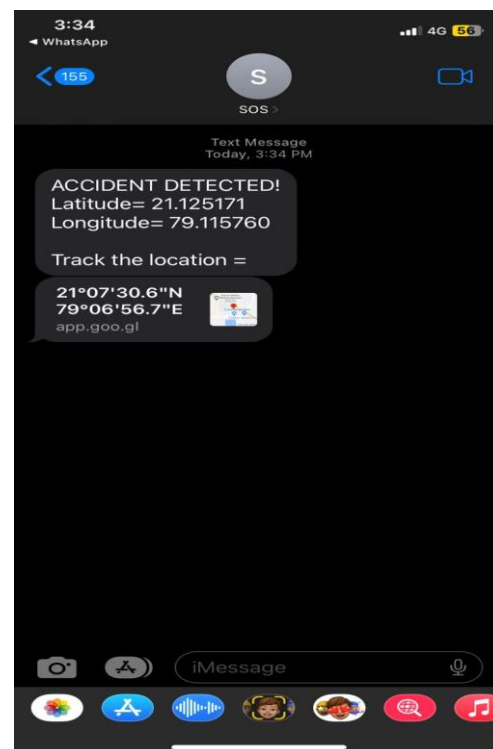 3:34
4G 56
WhatsApp
155
S
SOS
Text Message
Today, 3:34 PM
ACCIDENT DETECTED!
Latitude= 21.125171
Longitude= 79.115760
Track the location =
21°07'30.6"N
79°06'56.7"E
app.goo.gl
iMessage